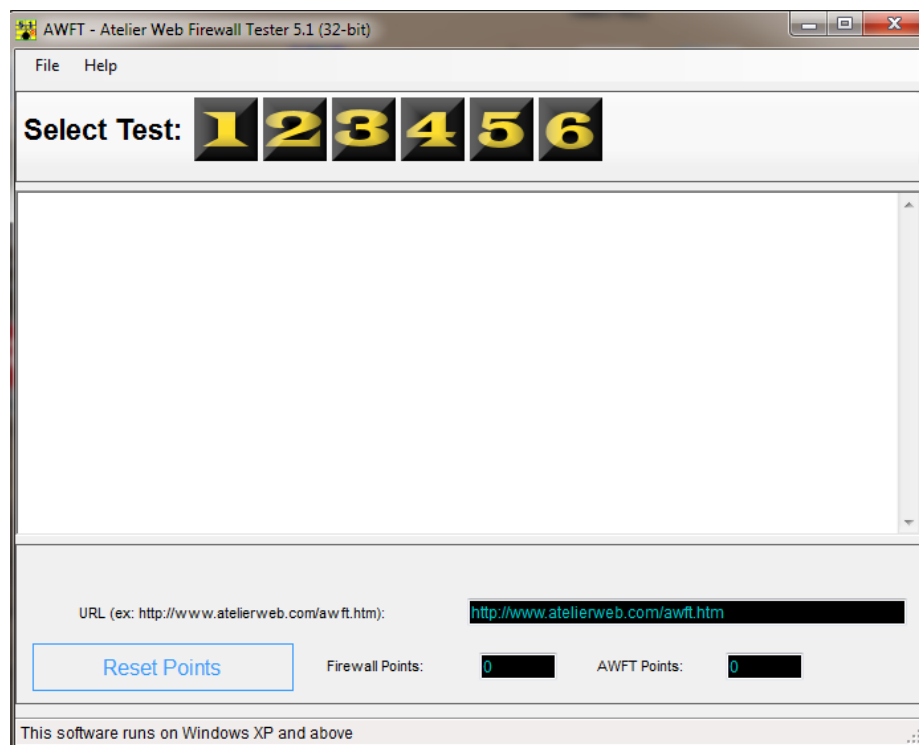 AWFT - Atelier Web Firewall Tester 5.1 (32-bit)
File Help
Select Test: 1 2 3 4 5 6
URL (ex: http://www.atelierweb.com/awft.htm): http://www.atelierweb.com/awft.htm
Reset Points Firewall Points: 0 AWFT Points: 0
This software runs on Windows XP and above